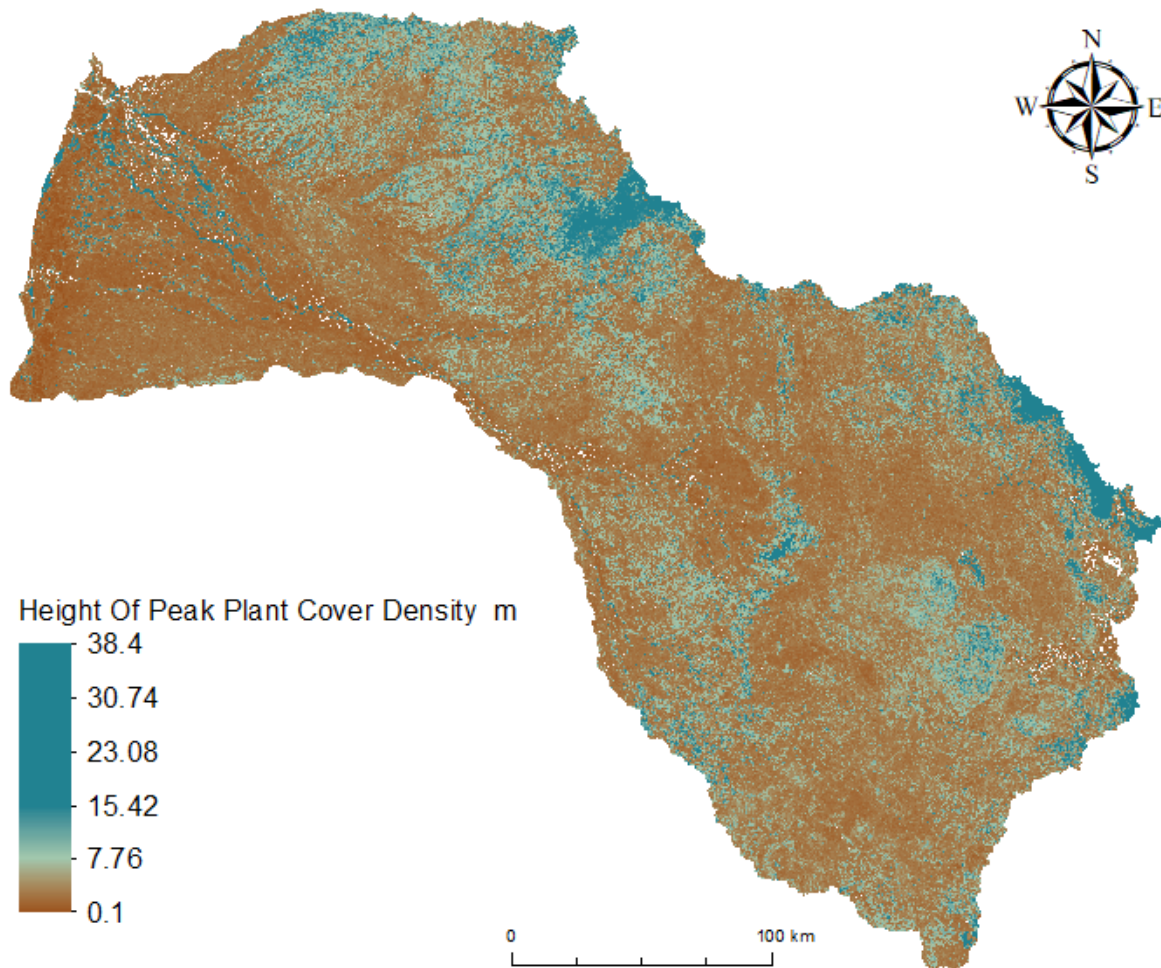 N
W E
S
Height Of Peak Plant Cover Density m
38.4
30.74
23.08
15.42
7.76
0.1
0 100 km